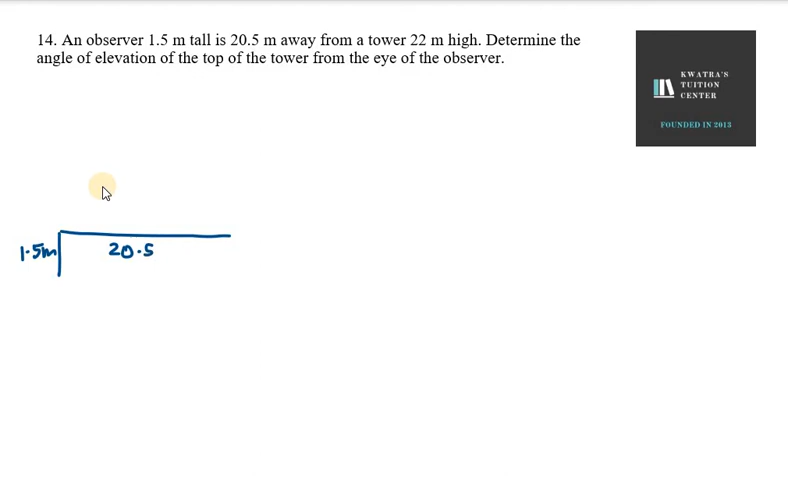 14. An observer 1.5 m tall is 20.5 m away from a tower 22 m high. Determine the
angle of elevation of the top of the tower from the eye of the observer.
KWATRA'S
TUITION
CENTER
FOUNDED IN 2013
1.5m
20.5